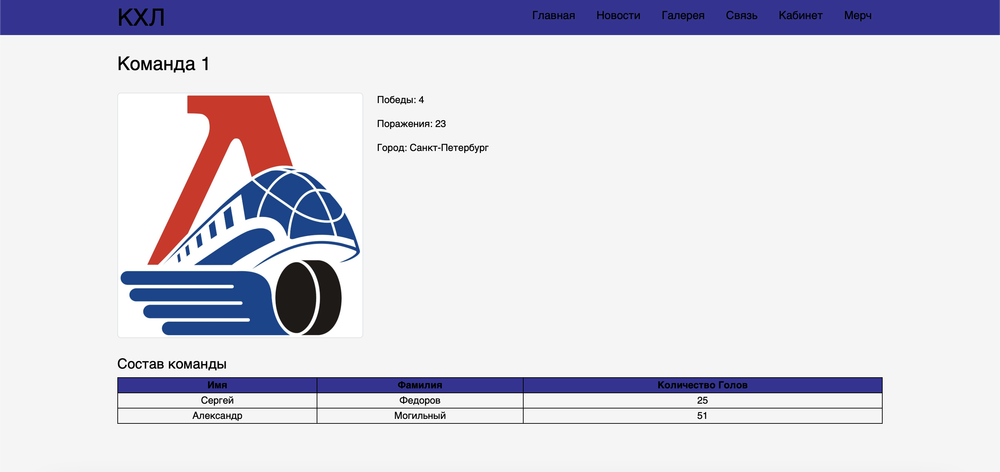 КХЛ Главная Новости Галерея Связь Кабинет Мерч
Команда 1
Победы: 4
Поражения: 23
Город: Санкт-Петербург
Состав команды
Имя Фамилия Количество Голов
Сергей Федоров 25
Александр Могильный 51